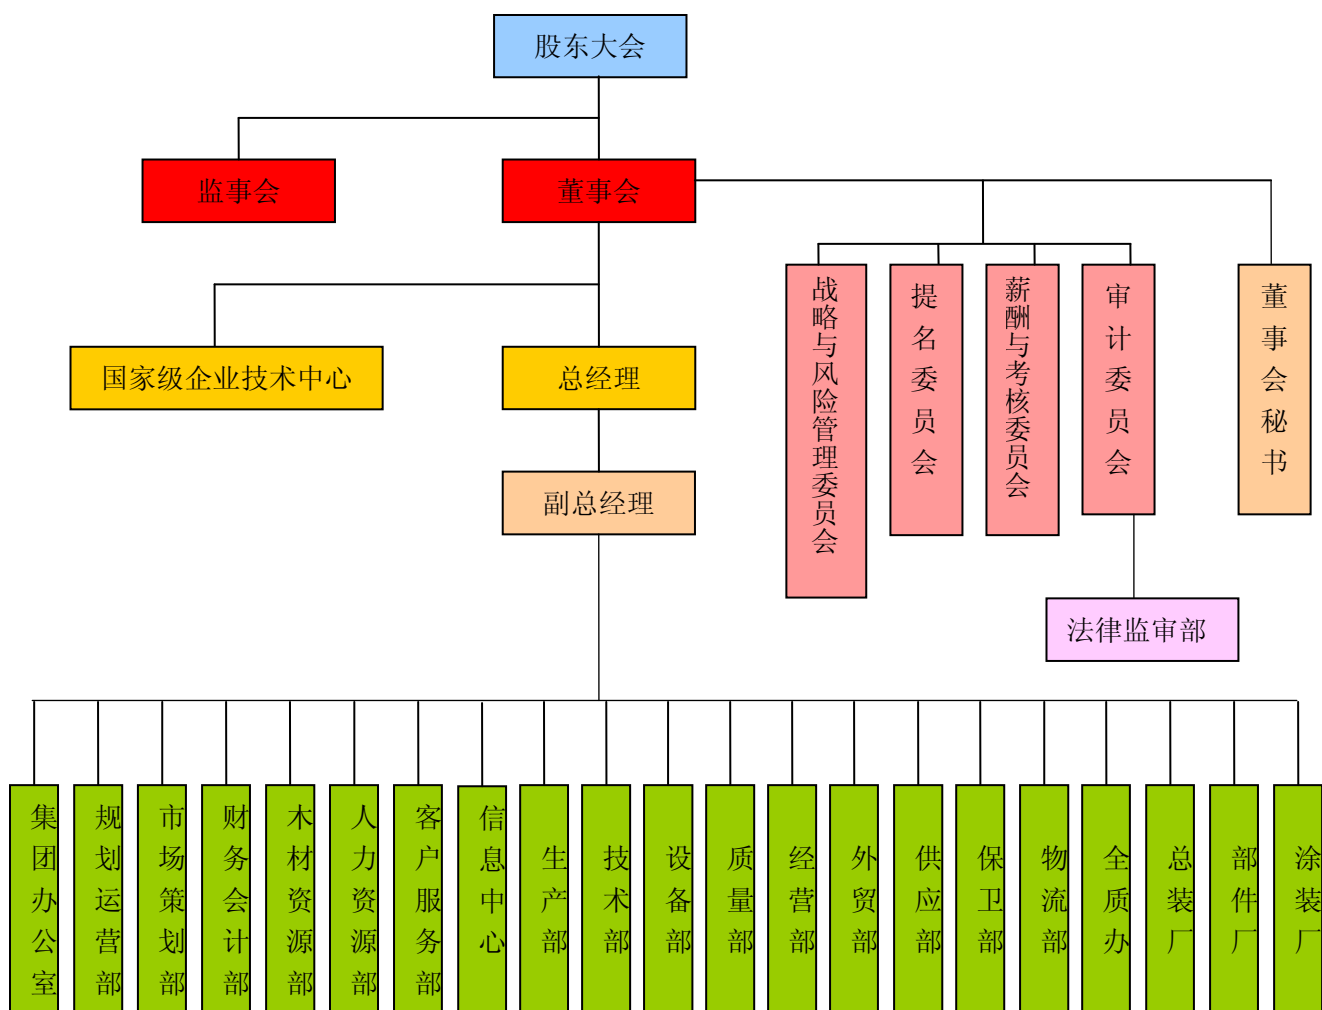 股东大会
监事会
董事会
战略与风险管理委员会
提名委员会
薪酬与考核委员会
审计委员会
董事会秘书
国家级企业技术中心
总经理
副总经理
法律监审部
集团办公室
规划运营部
市场策划部
财务会计部
木材资源部
人力资源部
客户服务部
信息中心
生产部
技术部
设备部
质量部
经营部
外贸部
供应部
保卫部
物流部
全质办
总装厂
部件厂
涂装厂